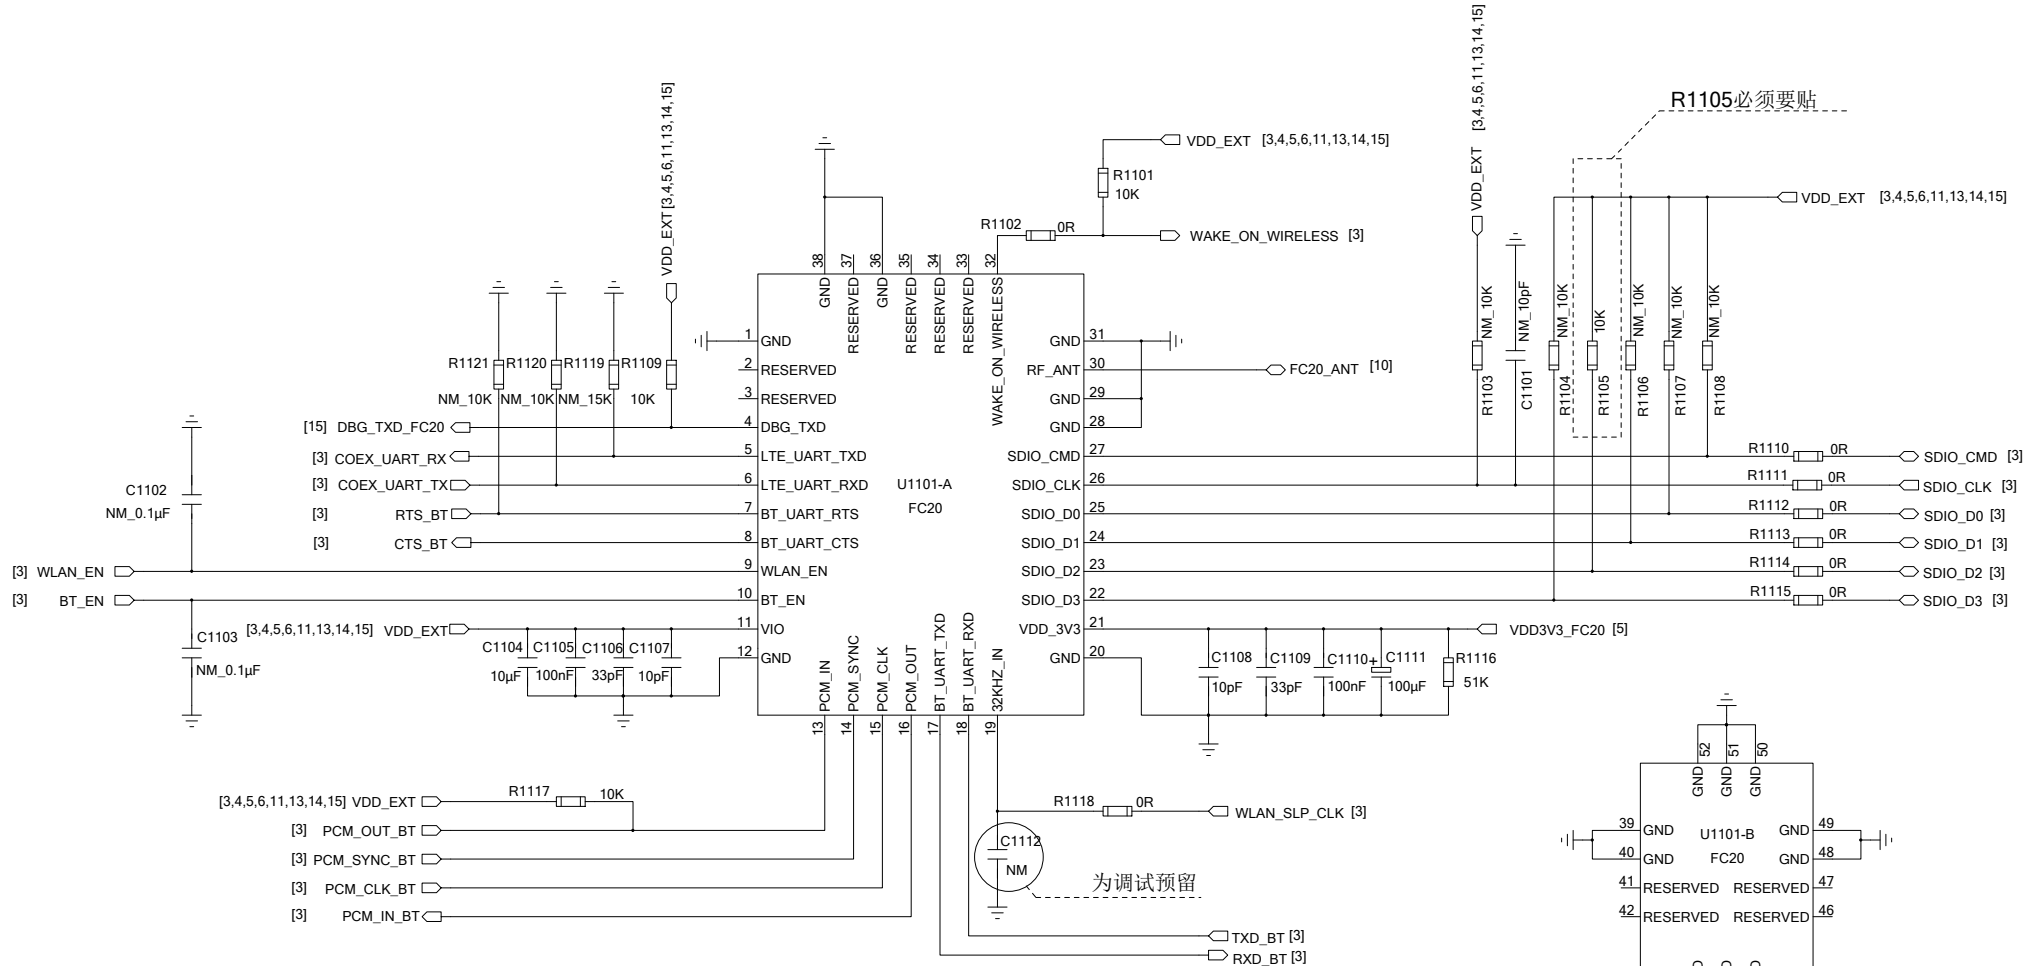 VDD_EXT [3,4,5,6,11,13,14,15]
R1105必须要贴
VDD_EXT [3,4,5,6,11,13,14,15]
VDD_EXT [3,4,5,6,11,13,14,15]
R1101
10K
VDD_EXT [3,4,5,6,11,13,14,15]
R1102 0R
WAKE_ON_WIRELESS [3]
38 37 36 35 34 33 32
GND RESERVED GND RESERVED RESERVED RESERVED WAKE_ON_WIRELESS
NM_10K NM_10pF NM_10K 10K NM_10K NM_10K NM_10K
R1103 C1101 R1104 R1105 R1106 R1107 R1108
R1121 R1120 R1119 R1109
NM_10K NM_10K NM_15K 10K
1 GND
2 RESERVED
3 RESERVED
[15] DBG_TXD_FC20 4 DBG_TXD
[3] COEX_UART_RX 5 LTE_UART_TXD
[3] COEX_UART_TX 6 LTE_UART_RXD
[3] RTS_BT 7 BT_UART_RTS
[3] CTS_BT 8 BT_UART_CTS
[3] WLAN_EN 9 WLAN_EN
[3] BT_EN 10 BT_EN
[3,4,5,6,11,13,14,15] VDD_EXT 11 VIO
12 GND
C1102
NM_0.1µF
C1103
NM_0.1µF
C1104 C1105 C1106 C1107
10µF 100nF 33pF 10pF
U1101-A
FC20
GND 31
RF_ANT 30 FC20_ANT [10]
GND 29
GND 28
SDIO_CMD 27 R1110 0R SDIO_CMD [3]
SDIO_CLK 26 R1111 0R SDIO_CLK [3]
SDIO_D0 25 R1112 0R SDIO_D0 [3]
SDIO_D1 24 R1113 0R SDIO_D1 [3]
SDIO_D2 23 R1114 0R SDIO_D2 [3]
SDIO_D3 22 R1115 0R SDIO_D3 [3]
VDD_3V3 21 VDD3V3_FC20 [5]
GND 20
C1108 C1109 C1110 + C1111 R1116
10pF 33pF 100nF 100µF 51K
PCM_IN PCM_SYNC PCM_CLK PCM_OUT BT_UART_TXD BT_UART_RXD 32KHZ_IN
13 14 15 16 17 18 19
[3,4,5,6,11,13,14,15] VDD_EXT R1117 10K
[3] PCM_OUT_BT
[3] PCM_SYNC_BT
[3] PCM_CLK_BT
[3] PCM_IN_BT
R1118 0R WLAN_SLP_CLK [3]
C1112
NM
为调试预留
TXD_BT [3]
RXD_BT [3]
52 51 50
GND GND GND
39 GND GND 49
40 GND GND 48
41 RESERVED RESERVED 47
42 RESERVED RESERVED 46
U1101-B
FC20